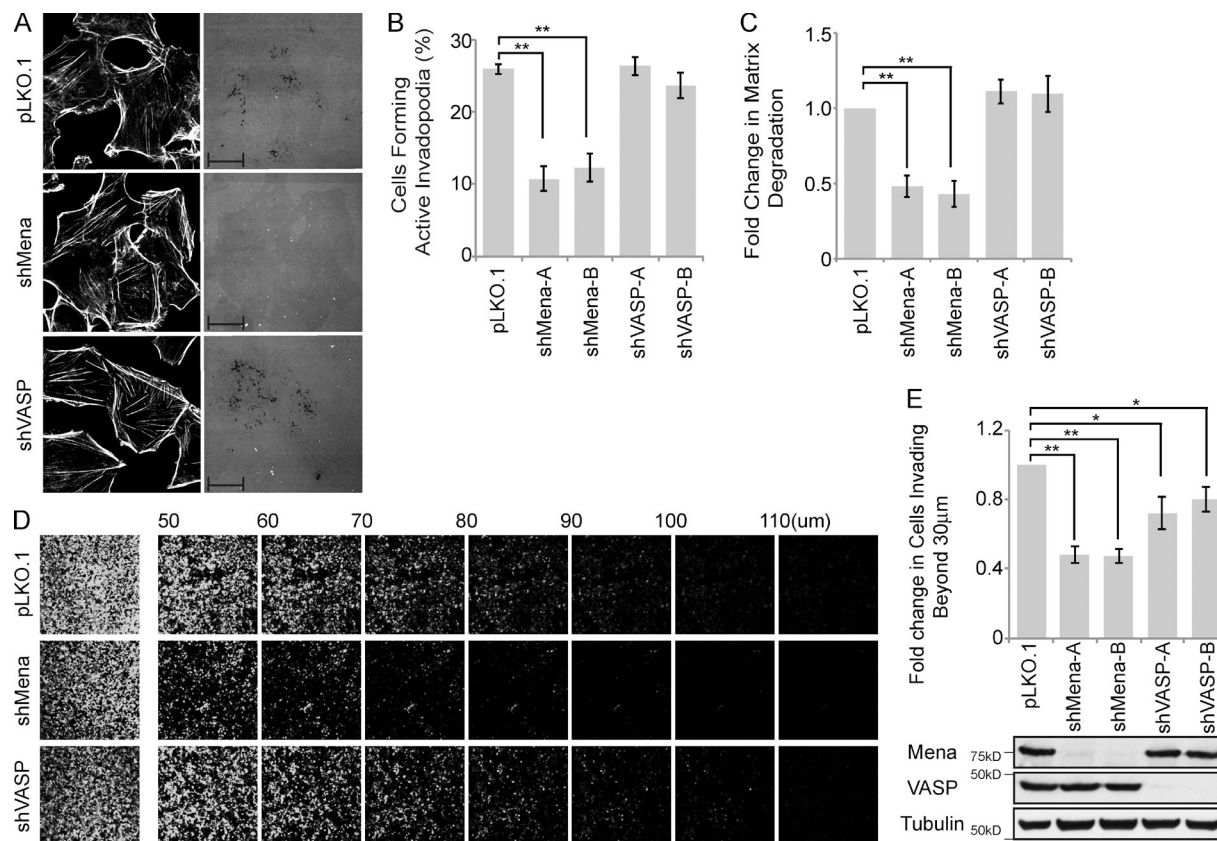 A
pLKO.1
shMena
shVASP
B
Cells Forming
Active Invadopodia (%)
30
20
10
0
**
**
pLKO.1
shMena-A
shMena-B
shVASP-A
shVASP-B
C
Fold Change in Matrix
Degradation
1.5
1.0
0.5
0
**
**
pLKO.1
shMena-A
shMena-B
shVASP-A
shVASP-B
D
50 60 70 80 90 100 110(um)
pLKO.1
shMena
shVASP
E
Fold change in Cells Invading
Beyond 30µm
1.2
0.8
0.4
0
*
*
**
**
pLKO.1
shMena-A
shMena-B
shVASP-A
shVASP-B
Mena 75kD
50kD
VASP
Tubulin 50kD